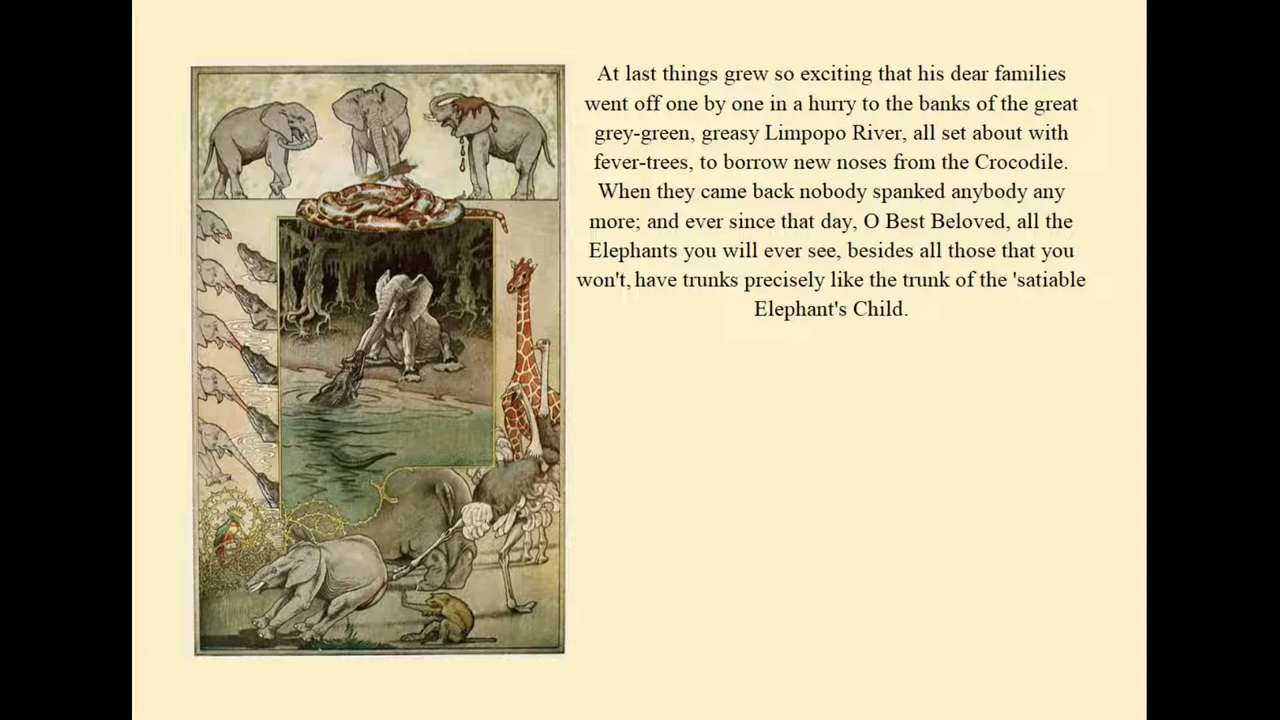 At last things grew so exciting that his dear families
went off one by one in a hurry to the banks of the great
grey-green, greasy Limpopo River, all set about with
fever-trees, to borrow new noses from the Crocodile.
When they came back nobody spanked anybody any
more; and ever since that day, O Best Beloved, all the
Elephants you will ever see, besides all those that you
won't, have trunks precisely like the trunk of the 'satiable
Elephant's Child.